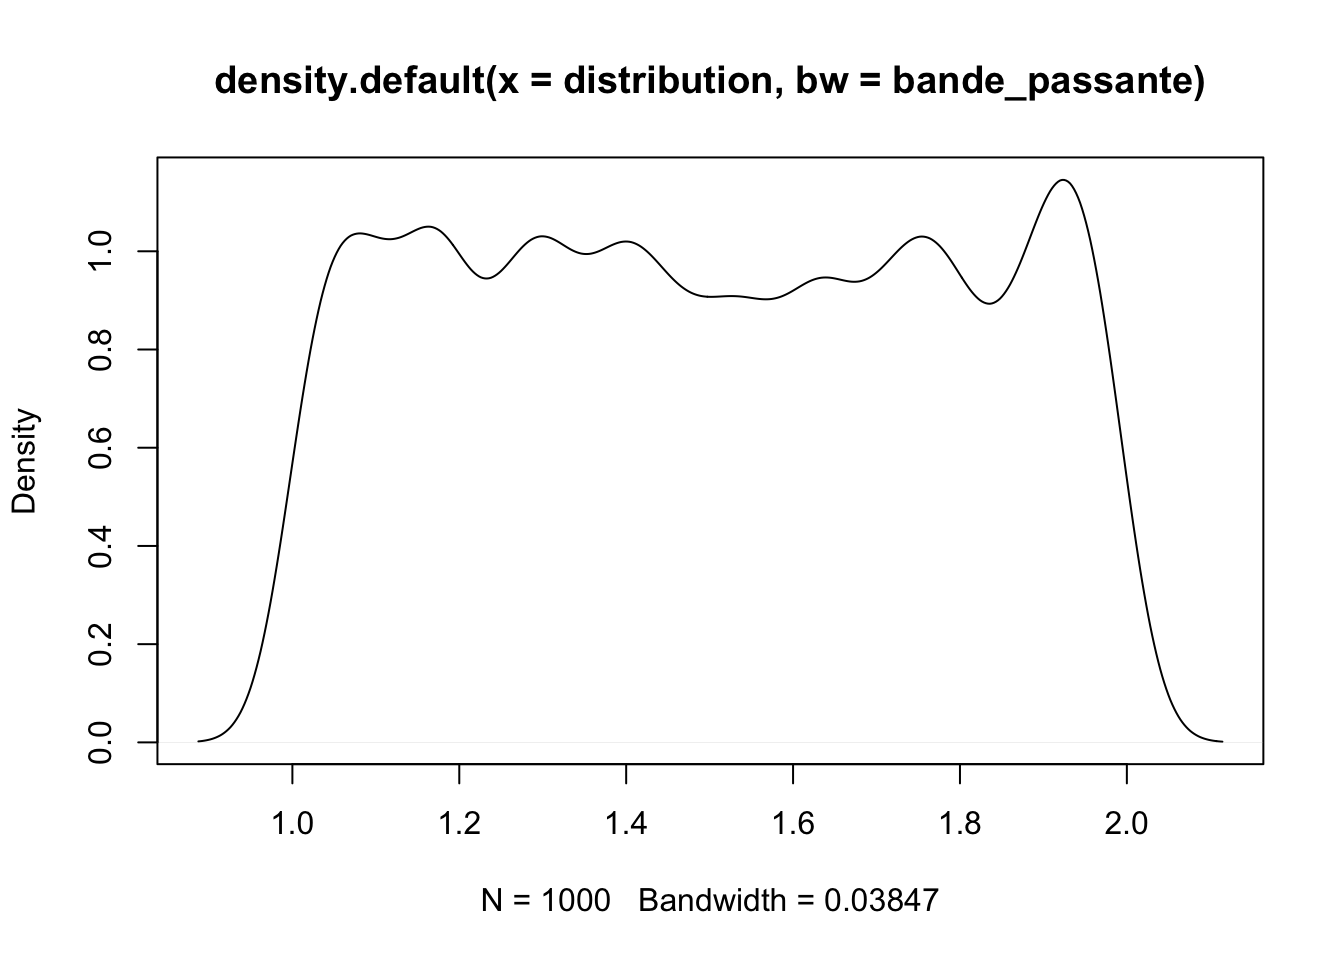 density.default(x = distribution, bw = bande_passante)
Density
1.0
0.8
0.6
0.4
0.2
0.0
1.0 1.2 1.4 1.6 1.8 2.0
N = 1000 Bandwidth = 0.03847